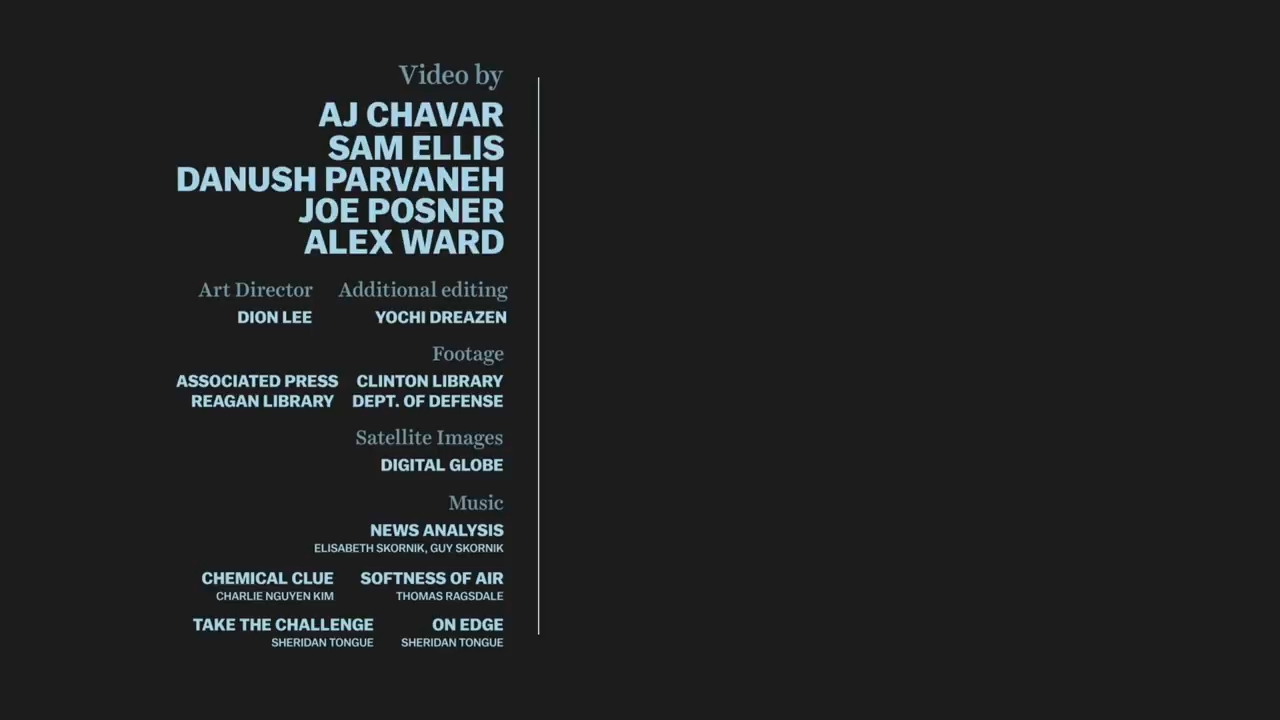 Video by
AJ CHAVAR
SAM ELLIS
DANUSH PARVANEH
JOE POSNER
ALEX WARD
Art Director Additional editing
DION LEE YOCHI DREAZEN
Footage
ASSOCIATED PRESS CLINTON LIBRARY
REAGAN LIBRARY DEPT. OF DEFENSE
Satellite Images
DIGITAL GLOBE
Music
NEWS ANALYSIS
ELISABETH SKORNIK, GUY SKORNIK
CHEMICAL CLUE SOFTNESS OF AIR
CHARLIE NGUYEN KIM THOMAS RAGSDALE
TAKE THE CHALLENGE ON EDGE
SHERIDAN TONGUE SHERIDAN TONGUE